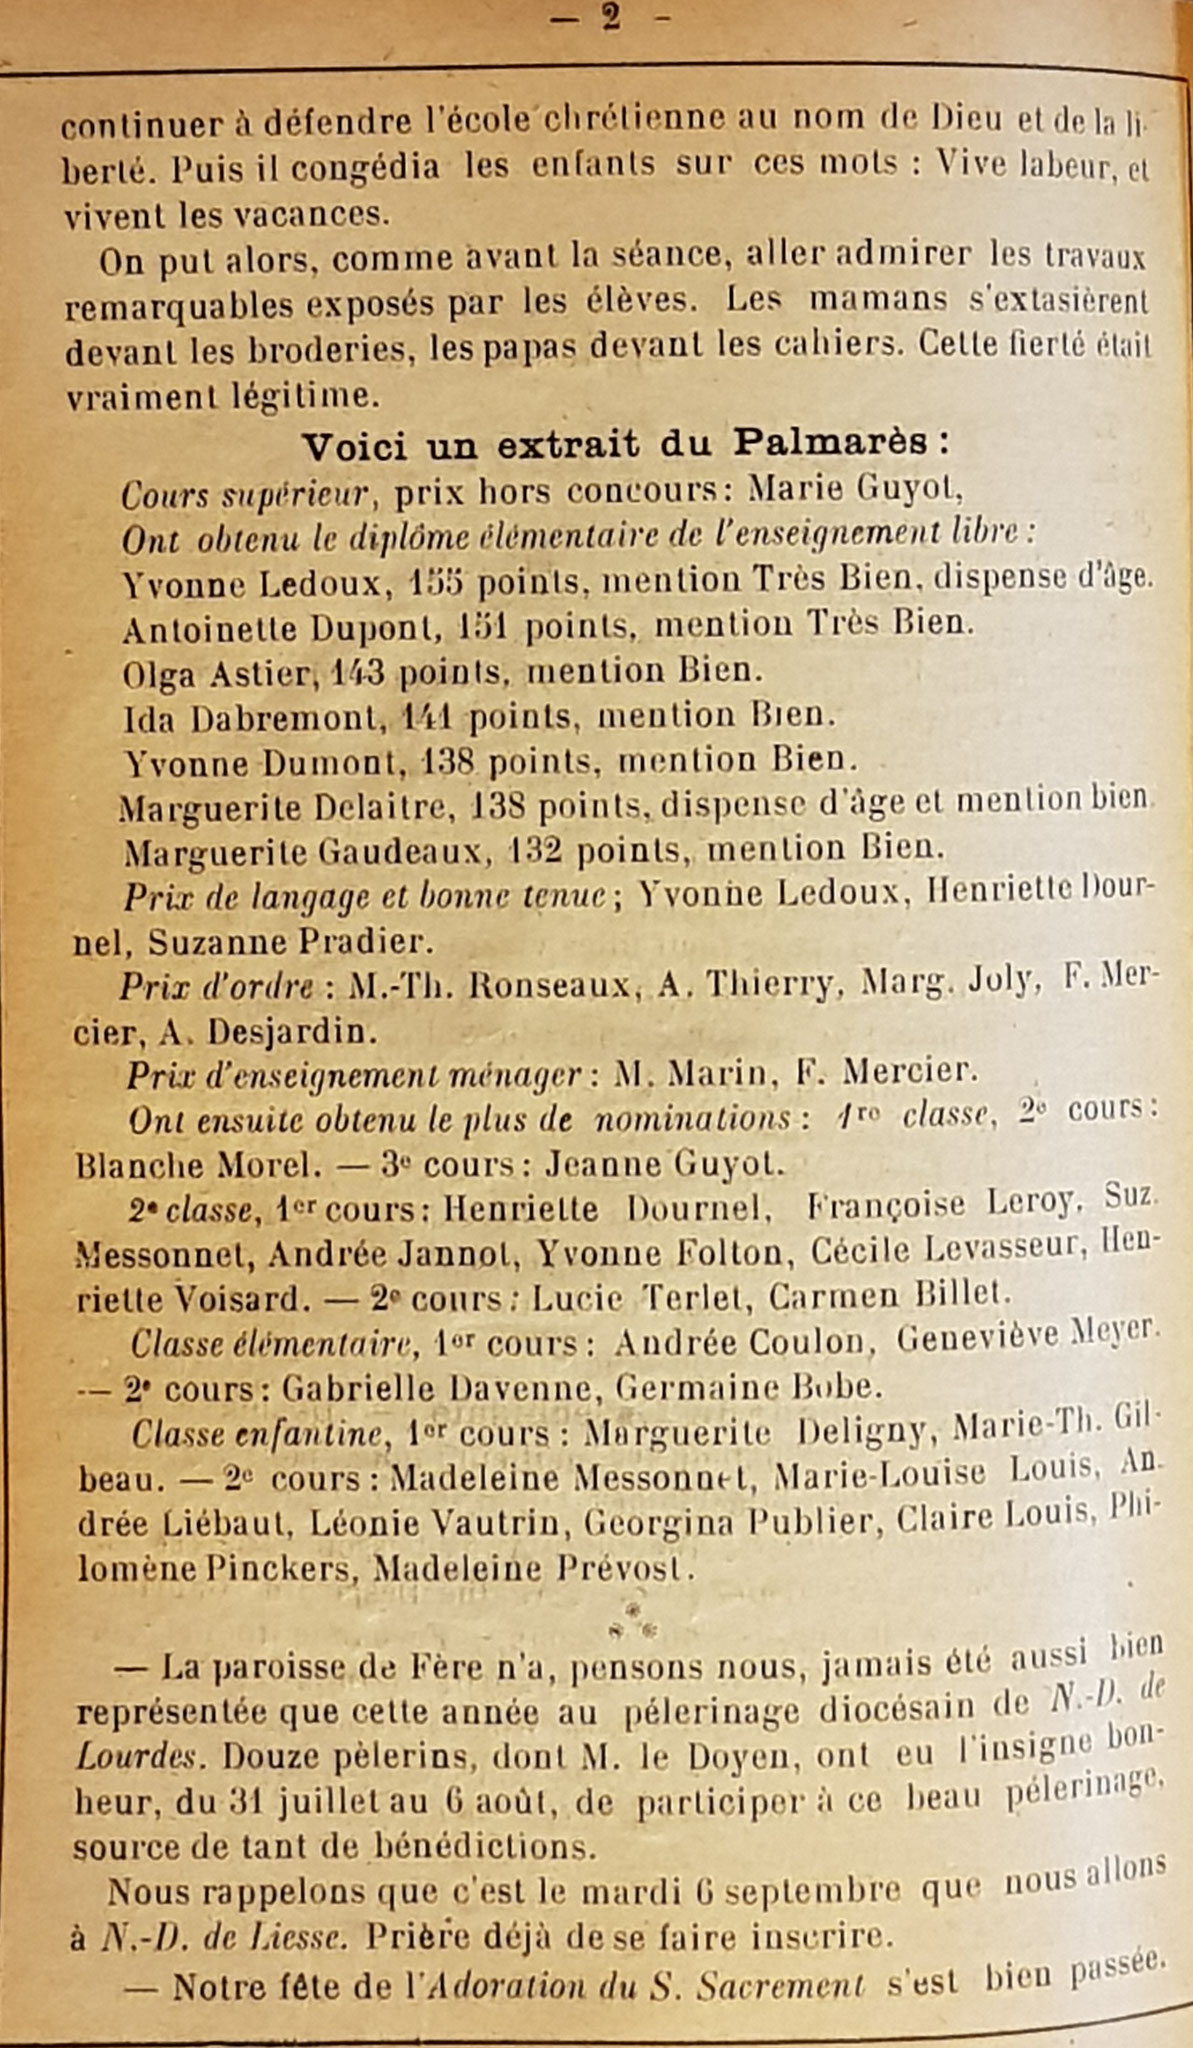 — 2 -
continuer à défendre l'école chrétienne au nom de Dieu et de la li-
berté. Puis il congédia les enfants sur ces mots : Vive labeur, et
vivent les vacances.
On put alors, comme avant la séance, aller admirer les travaux
remarquables exposés par les élèves. Les mamans s'extasièrent
devant les broderies, les papas devant les cahiers. Cette fierté était
vraiment légitime.
Voici un extrait du Palmarès :
Cours supérieur, prix hors concours : Marie Guyot,
Ont obtenu le diplôme élémentaire de l'enseignement libre :
Yvonne Ledoux, 155 points, mention Très Bien, dispense d'âge.
Antoinette Dupont, 151 points, mention Très Bien.
Olga Astier, 143 points, mention Bien.
Ida Dabremont, 141 points, mention Bien.
Yvonne Dumont, 138 points, mention Bien.
Marguerite Delaitre, 138 points, dispense d'âge et mention bien.
Marguerite Gaudeaux, 132 points, mention Bien.
Prix de langage et bonne tenue ; Yvonne Ledoux, Henriette Dour-
nel, Suzanne Pradier.
Prix d'ordre : M.-Th. Ronseaux, A. Thierry, Marg. Joly, F. Mer-
cier, A. Desjardin.
Prix d'enseignement ménager : M. Marin, F. Mercier.
Ont ensuite obtenu le plus de nominations : 1re classe, 2e cours :
Blanche Morel. — 3e cours : Jeanne Guyot.
2e classe, 1er cours : Henriette Dournel, Françoise Leroy, Suz.
Messonnet, Andrée Jannot, Yvonne Folton, Cécile Levasseur, Hen-
riette Voisard. — 2e cours : Lucie Terlet, Carmen Billet.
Classe élémentaire, 1er cours : Andrée Coulon, Geneviève Meyer.
— 2e cours : Gabrielle Davenne, Germaine Bobe.
Classe enfantine, 1er cours : Marguerite Deligny, Marie-Th. Gil-
beau. — 2e cours : Madeleine Messonnet, Marie-Louise Louis, An-
drée Liébaut, Léonie Vautrin, Georgina Publier, Claire Louis, Phi-
lomène Pinckers, Madeleine Prévost.
* * *
— La paroisse de Fère n'a, pensons nous, jamais été aussi bien
représentée que cette année au pélerinage diocésain de N.-D. de
Lourdes. Douze pèlerins, dont M. le Doyen, ont eu l'insigne bon-
heur, du 31 juillet au 6 août, de participer à ce beau pélerinage,
source de tant de bénédictions.
Nous rappelons que c'est le mardi 6 septembre que nous allons
à N.-D. de Liesse. Prière déjà de se faire inscrire.
— Notre fête de l'Adoration du S. Sacrement s'est bien passée.